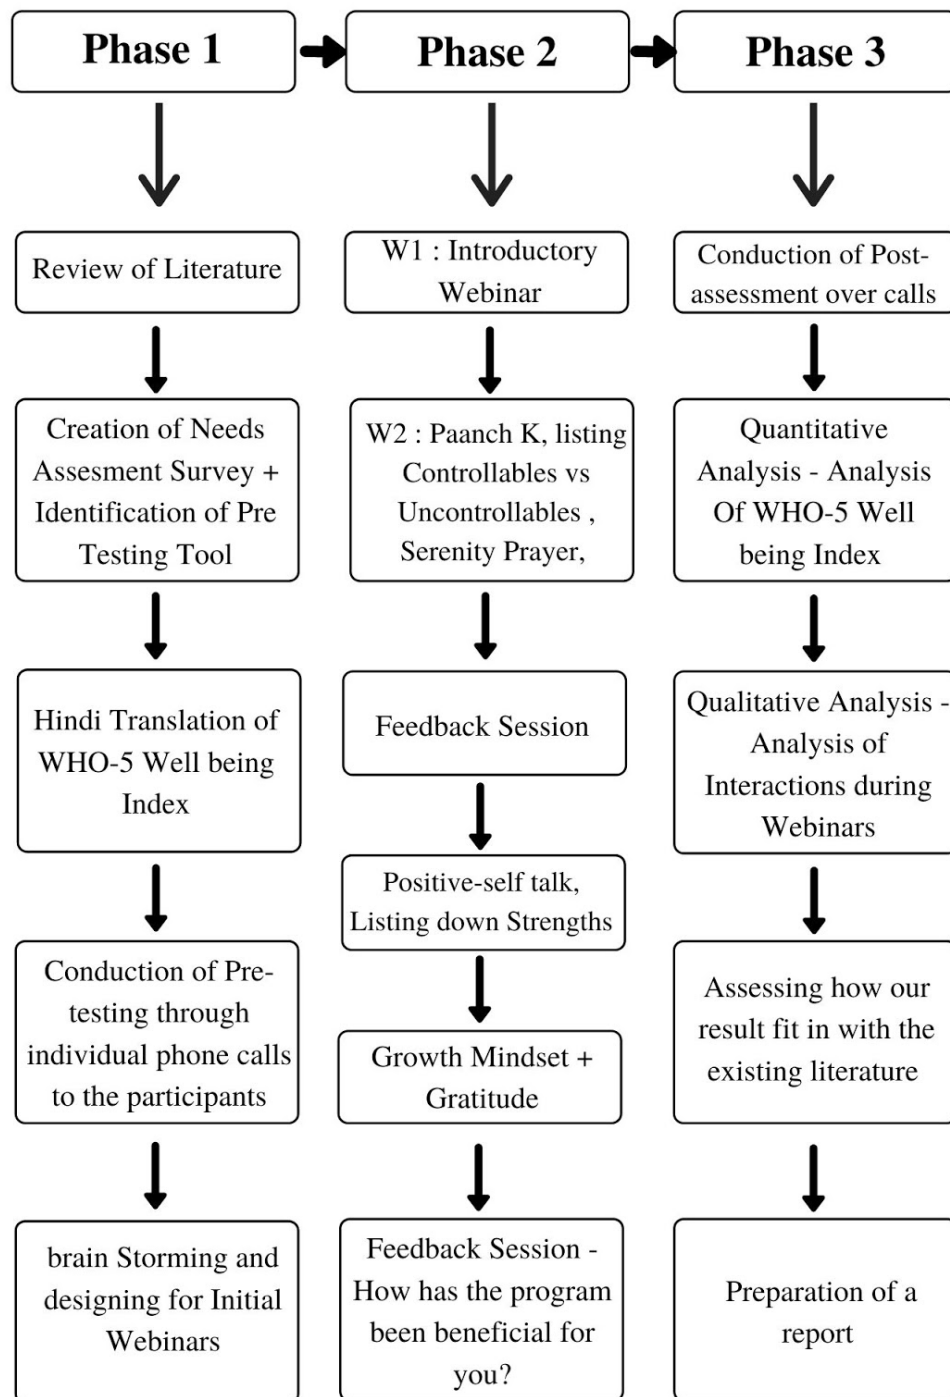 Phase 1
Phase 2
Phase 3
Review of Literature
Creation of Needs
Assesment Survey +
Identification of Pre
Testing Tool
Hindi Translation of
WHO-5 Well being
Index
Conduction of Pre-
testing through
individual phone calls
to the participants
brain Storming and
designing for Initial
Webinars
W1 : Introductory
Webinar
W2 : Paanch K, listing
Controllables vs
Uncontrollables ,
Serenity Prayer,
Feedback Session
Positive-self talk,
Listing down Strengths
Growth Mindset +
Gratitude
Feedback Session -
How has the program
been beneficial for
you?
Conduction of Post-
assessment over calls
Quantitative
Analysis - Analysis
Of WHO-5 Well
being Index
Qualitative Analysis -
Analysis of
Interactions during
Webinars
Assessing how our
result fit in with the
existing literature
Preparation of a
report